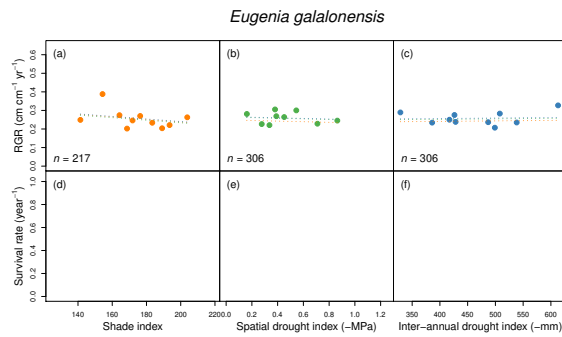 Eugenia galalonensis
RGR (cm cm⁻¹ yr⁻¹)
0.0 0.1 0.2 0.3 0.4 0.5 0.6
(a)
n = 217
(b)
n = 306
(c)
n = 306
Survival rate (year⁻¹)
0.0 0.2 0.4 0.6 0.8 1.0
(d)
(e)
(f)
140 160 180 200 220
0.0 0.2 0.4 0.6 0.8 1.0 1.2
350 400 450 500 550 600
Shade index
Spatial drought index (−MPa)
Inter−annual drought index (−mm)